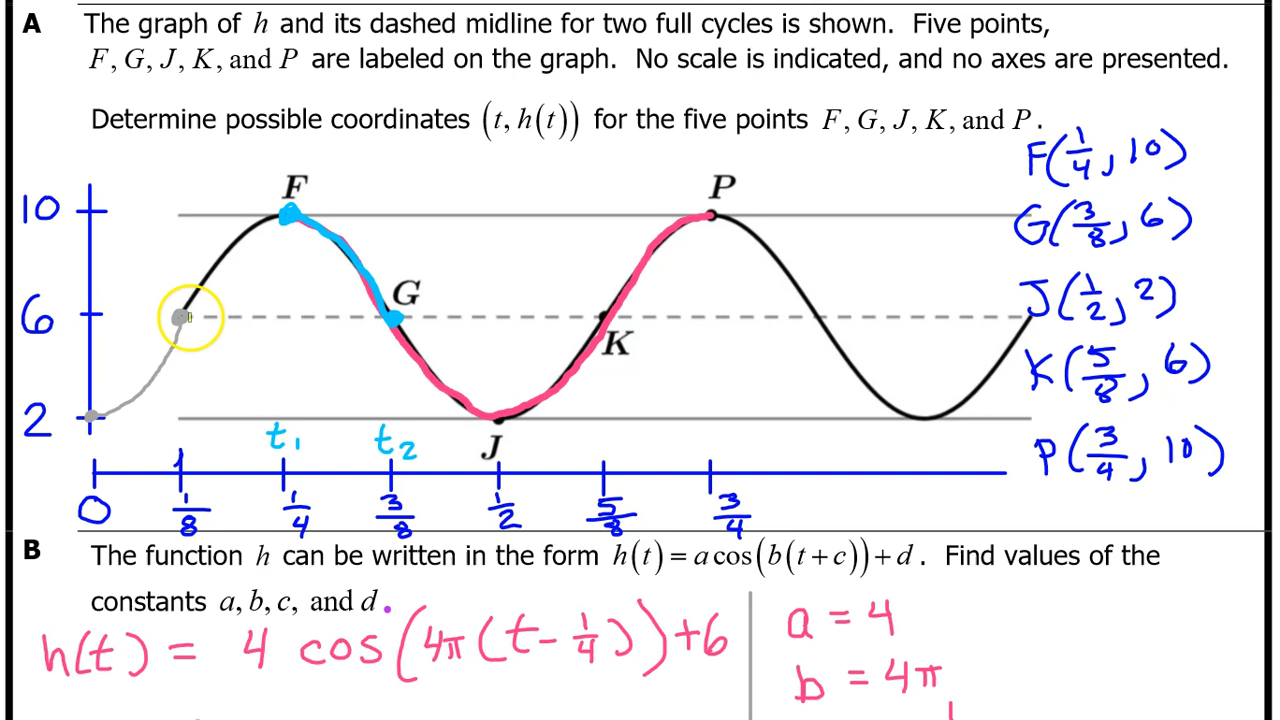 A The graph of h and its dashed midline for two full cycles is shown. Five points,
F, G, J, K, and P are labeled on the graph. No scale is indicated, and no axes are presented.
Determine possible coordinates (t, h(t)) for the five points F, G, J, K, and P.
F(1/4, 10)
G(3/8, 6)
J(1/2, 2)
K(5/8, 6)
P(3/4, 10)
F P
10
G
6
K
2
t₁ t₂ J
0 1/8 1/4 3/8 1/2 5/8 3/4
B The function h can be written in the form h(t) = a cos(b(t+c)) + d. Find values of the
constants a, b, c, and d.
h(t) = 4 cos(4π(t - 1/4)) + 6
a = 4
b = 4π